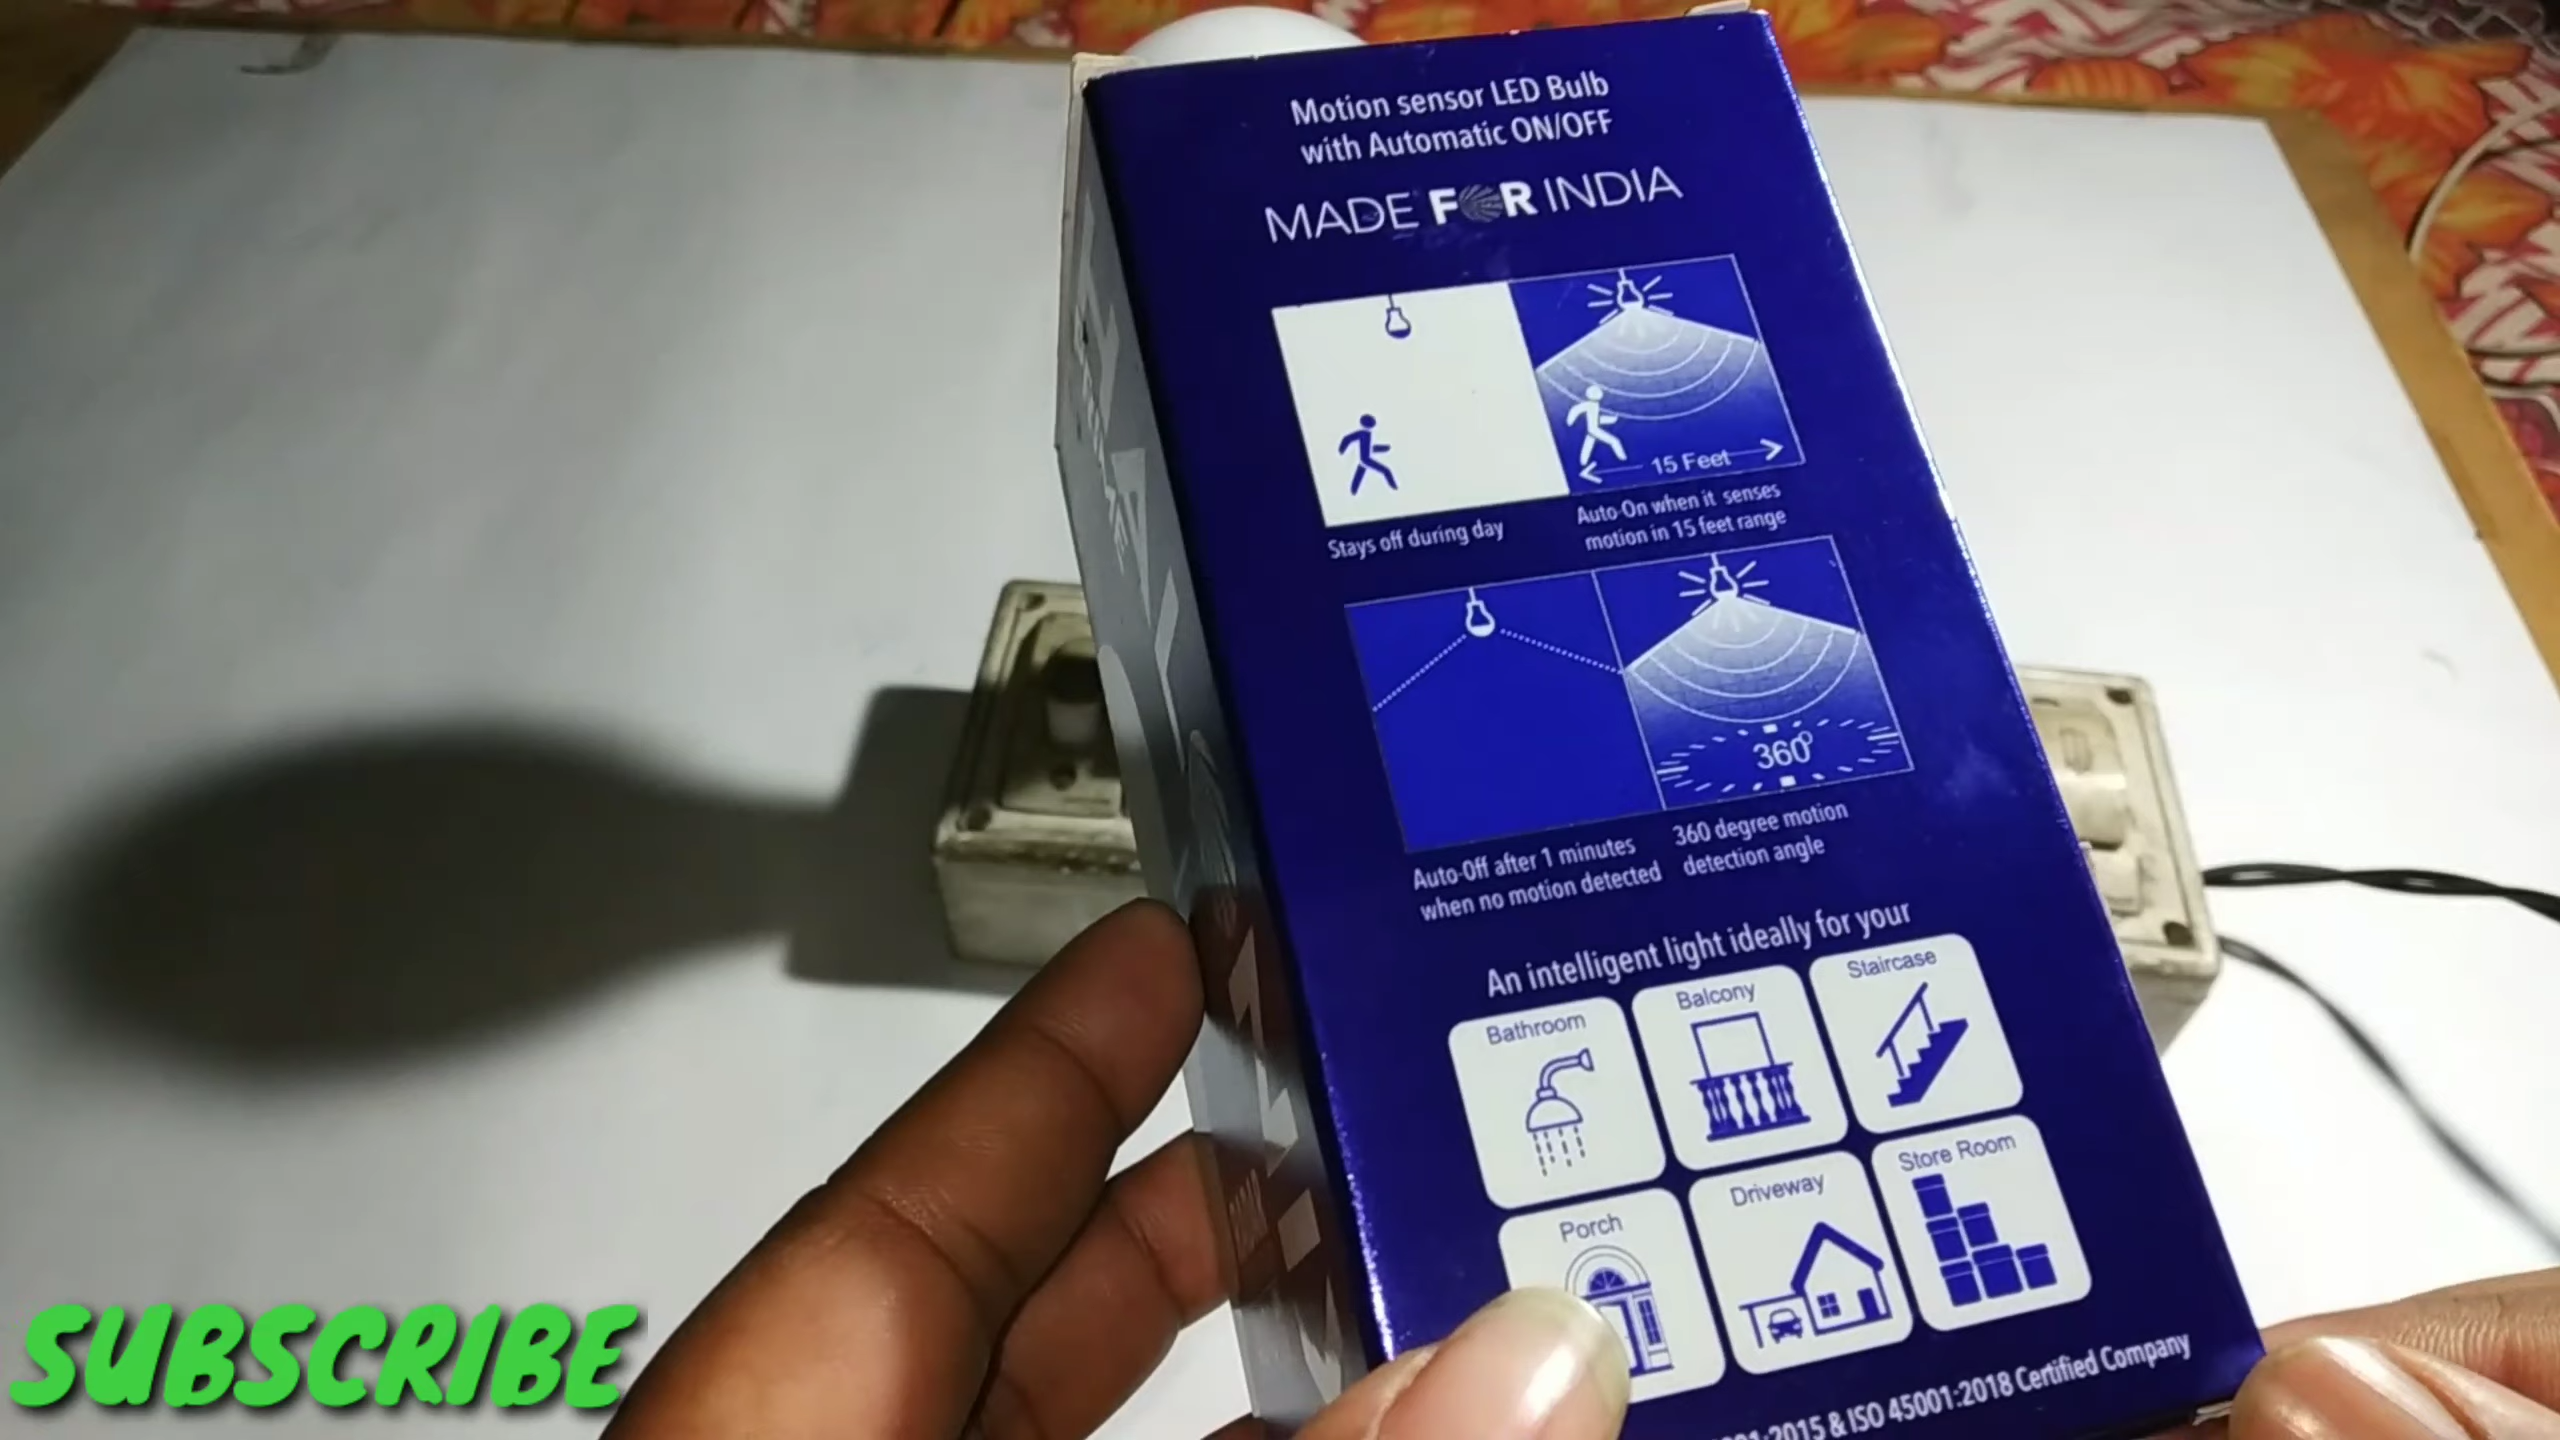 Motion sensor LED Bulb
with Automatic ON/OFF
MADE FOR INDIA
15 Feet
Stays off during day
Auto-On when it senses
motion in 15 feet range
360°
Auto-Off after 1 minutes
when no motion detected
360 degree motion
detection angle
An intelligent light ideally for your
Bathroom
Balcony
Staircase
Porch
Driveway
Store Room
:2015 & ISO 45001:2018 Certified Company
SUBSCRIBE